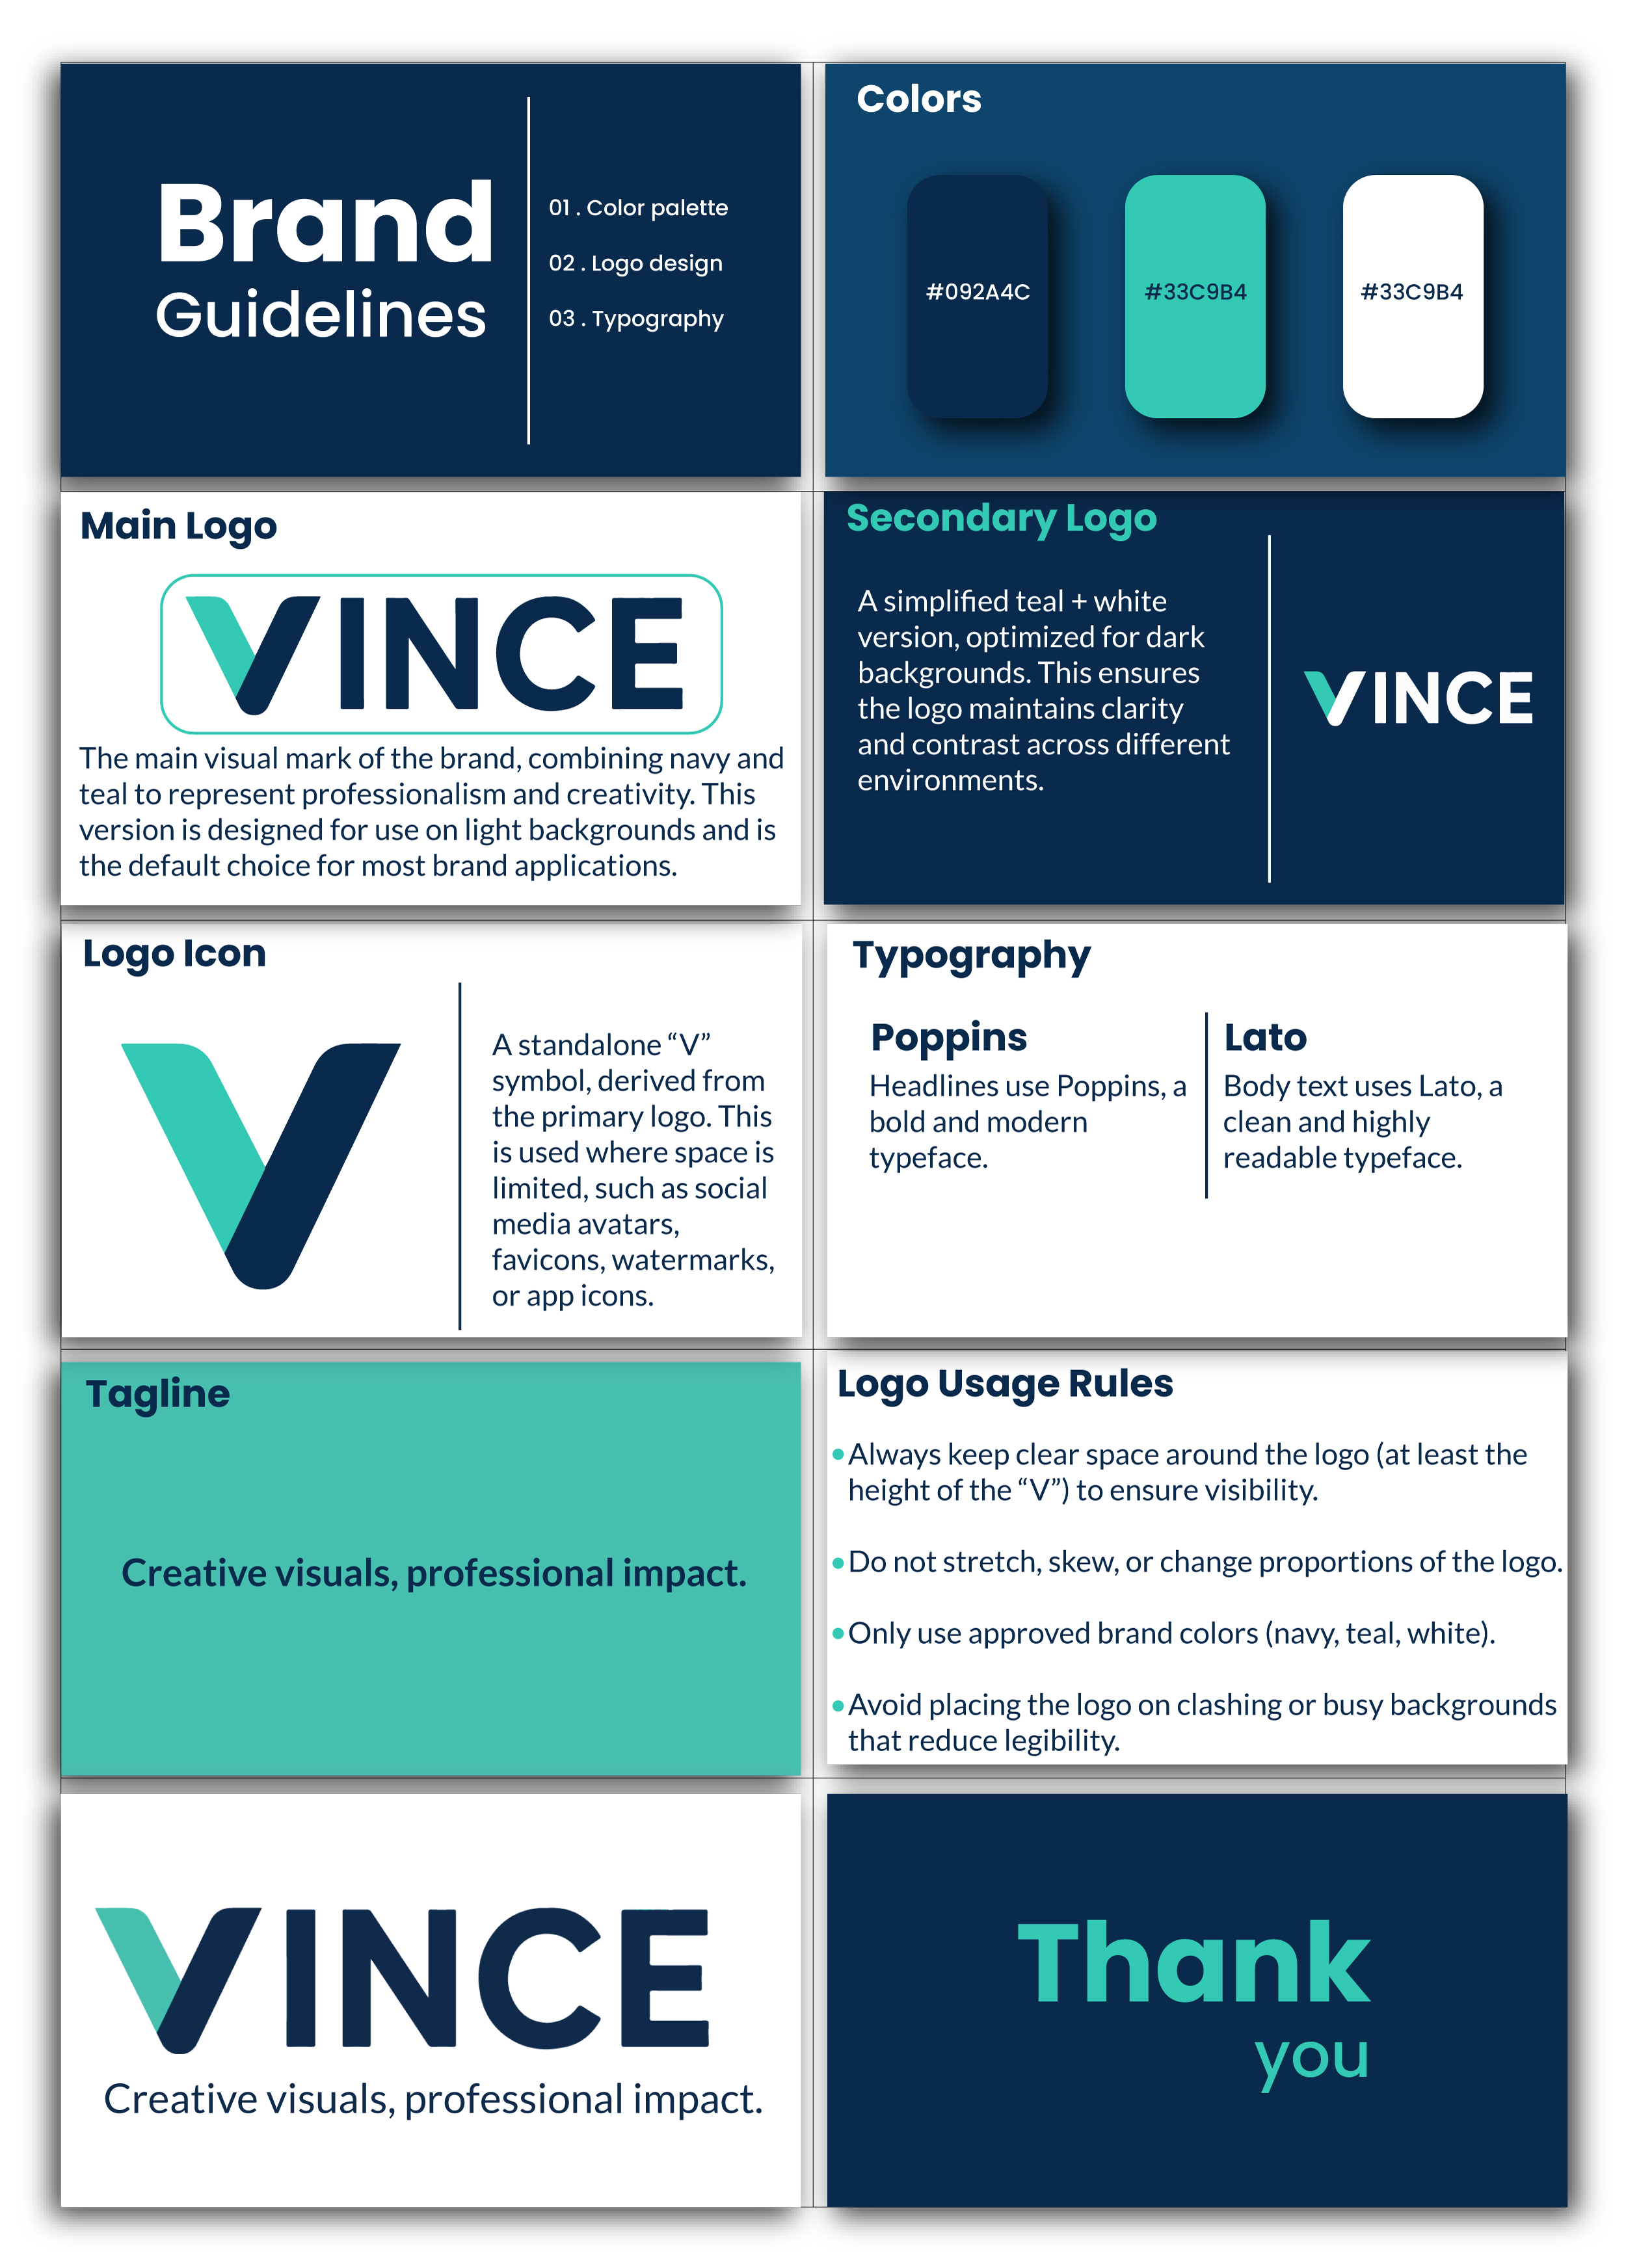 Brand
Guidelines
01 . Color palette
02 . Logo design
03 . Typography
Colors
#092A4C
#33C9B4
#33C9B4
Main Logo
VINCE
The main visual mark of the brand, combining navy and
teal to represent professionalism and creativity. This
version is designed for use on light backgrounds and is
the default choice for most brand applications.
Secondary Logo
A simplified teal + white
version, optimized for dark
backgrounds. This ensures
the logo maintains clarity
and contrast across different
environments.
VINCE
Logo Icon
V
A standalone “V”
symbol, derived from
the primary logo. This
is used where space is
limited, such as social
media avatars,
favicons, watermarks,
or app icons.
Typography
Poppins
Headlines use Poppins, a
bold and modern
typeface.
Lato
Body text uses Lato, a
clean and highly
readable typeface.
Tagline
Creative visuals, professional impact.
Logo Usage Rules
•Always keep clear space around the logo (at least the
height of the “V”) to ensure visibility.
•Do not stretch, skew, or change proportions of the logo.
•Only use approved brand colors (navy, teal, white).
•Avoid placing the logo on clashing or busy backgrounds
that reduce legibility.
VINCE
Creative visuals, professional impact.
Thank
you